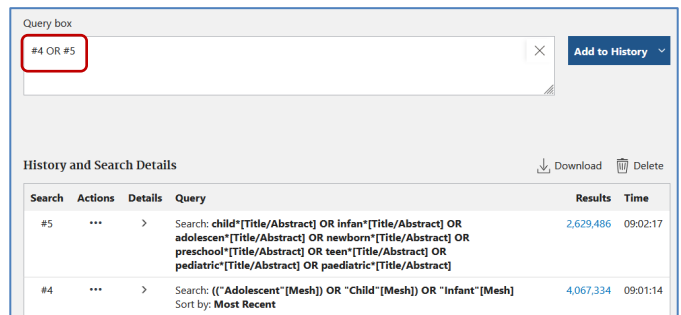 Query box
#4 OR #5
Add to History
History and Search Details
Download Delete
Search Actions Details Query Results Time
#5 ••• > Search: child*[Title/Abstract] OR infan*[Title/Abstract] OR 2,629,486 09:02:17
adolescen*[Title/Abstract] OR newborn*[Title/Abstract] OR
preschool*[Title/Abstract] OR teen*[Title/Abstract] OR
pediatric*[Title/Abstract] OR paediatric*[Title/Abstract]
#4 ••• > Search: (("Adolescent"[Mesh]) OR "Child"[Mesh]) OR "Infant"[Mesh] 4,067,334 09:01:14
Sort by: Most Recent